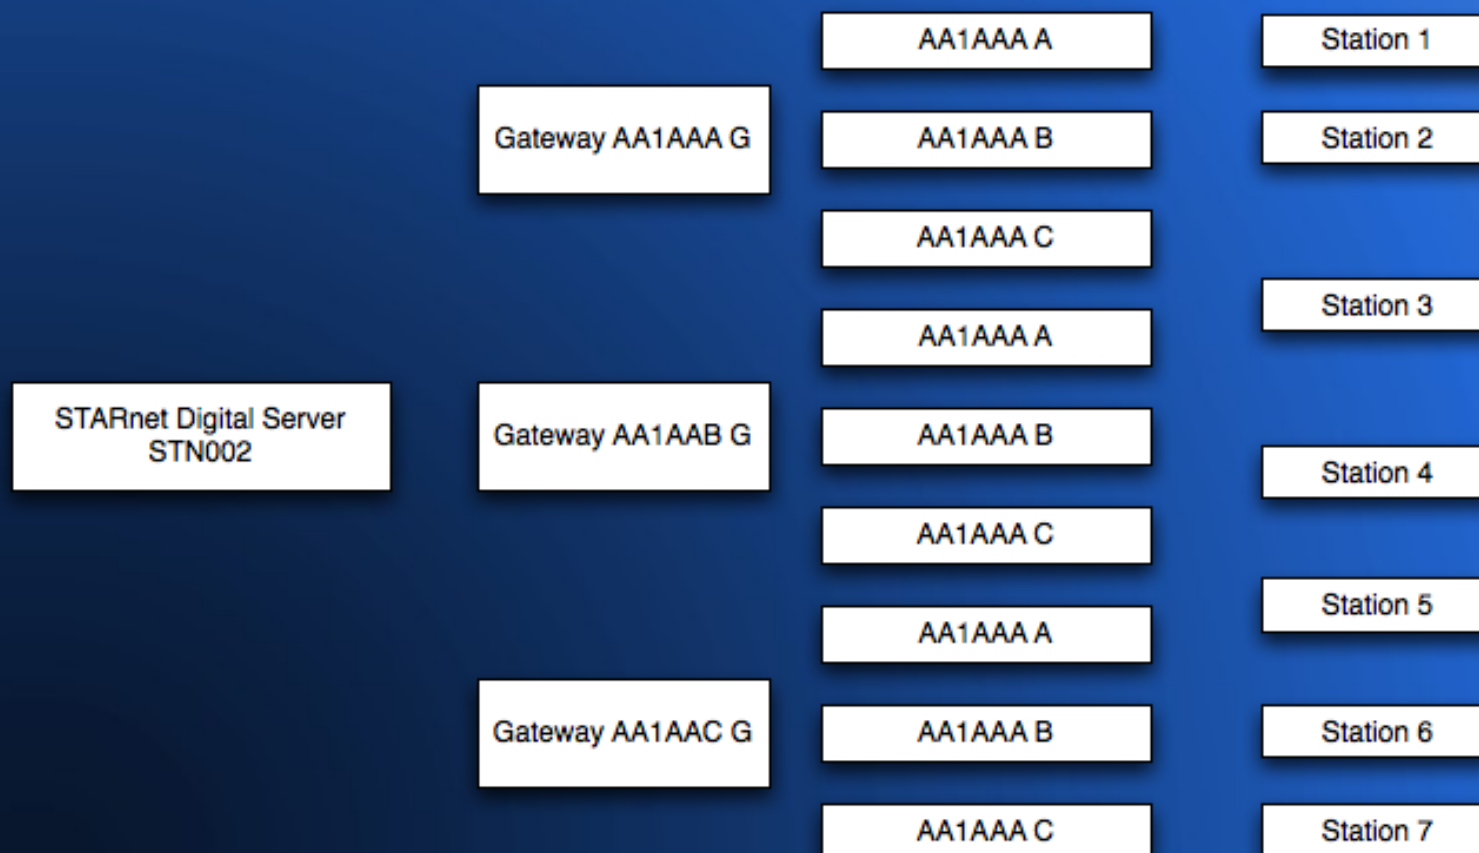 STARnet Digital Server
STN002
Gateway AA1AAA G
Gateway AA1AAB G
Gateway AA1AAC G
AA1AAA A
AA1AAA B
AA1AAA C
AA1AAA A
AA1AAA B
AA1AAA C
AA1AAA A
AA1AAA B
AA1AAA C
Station 1
Station 2
Station 3
Station 4
Station 5
Station 6
Station 7